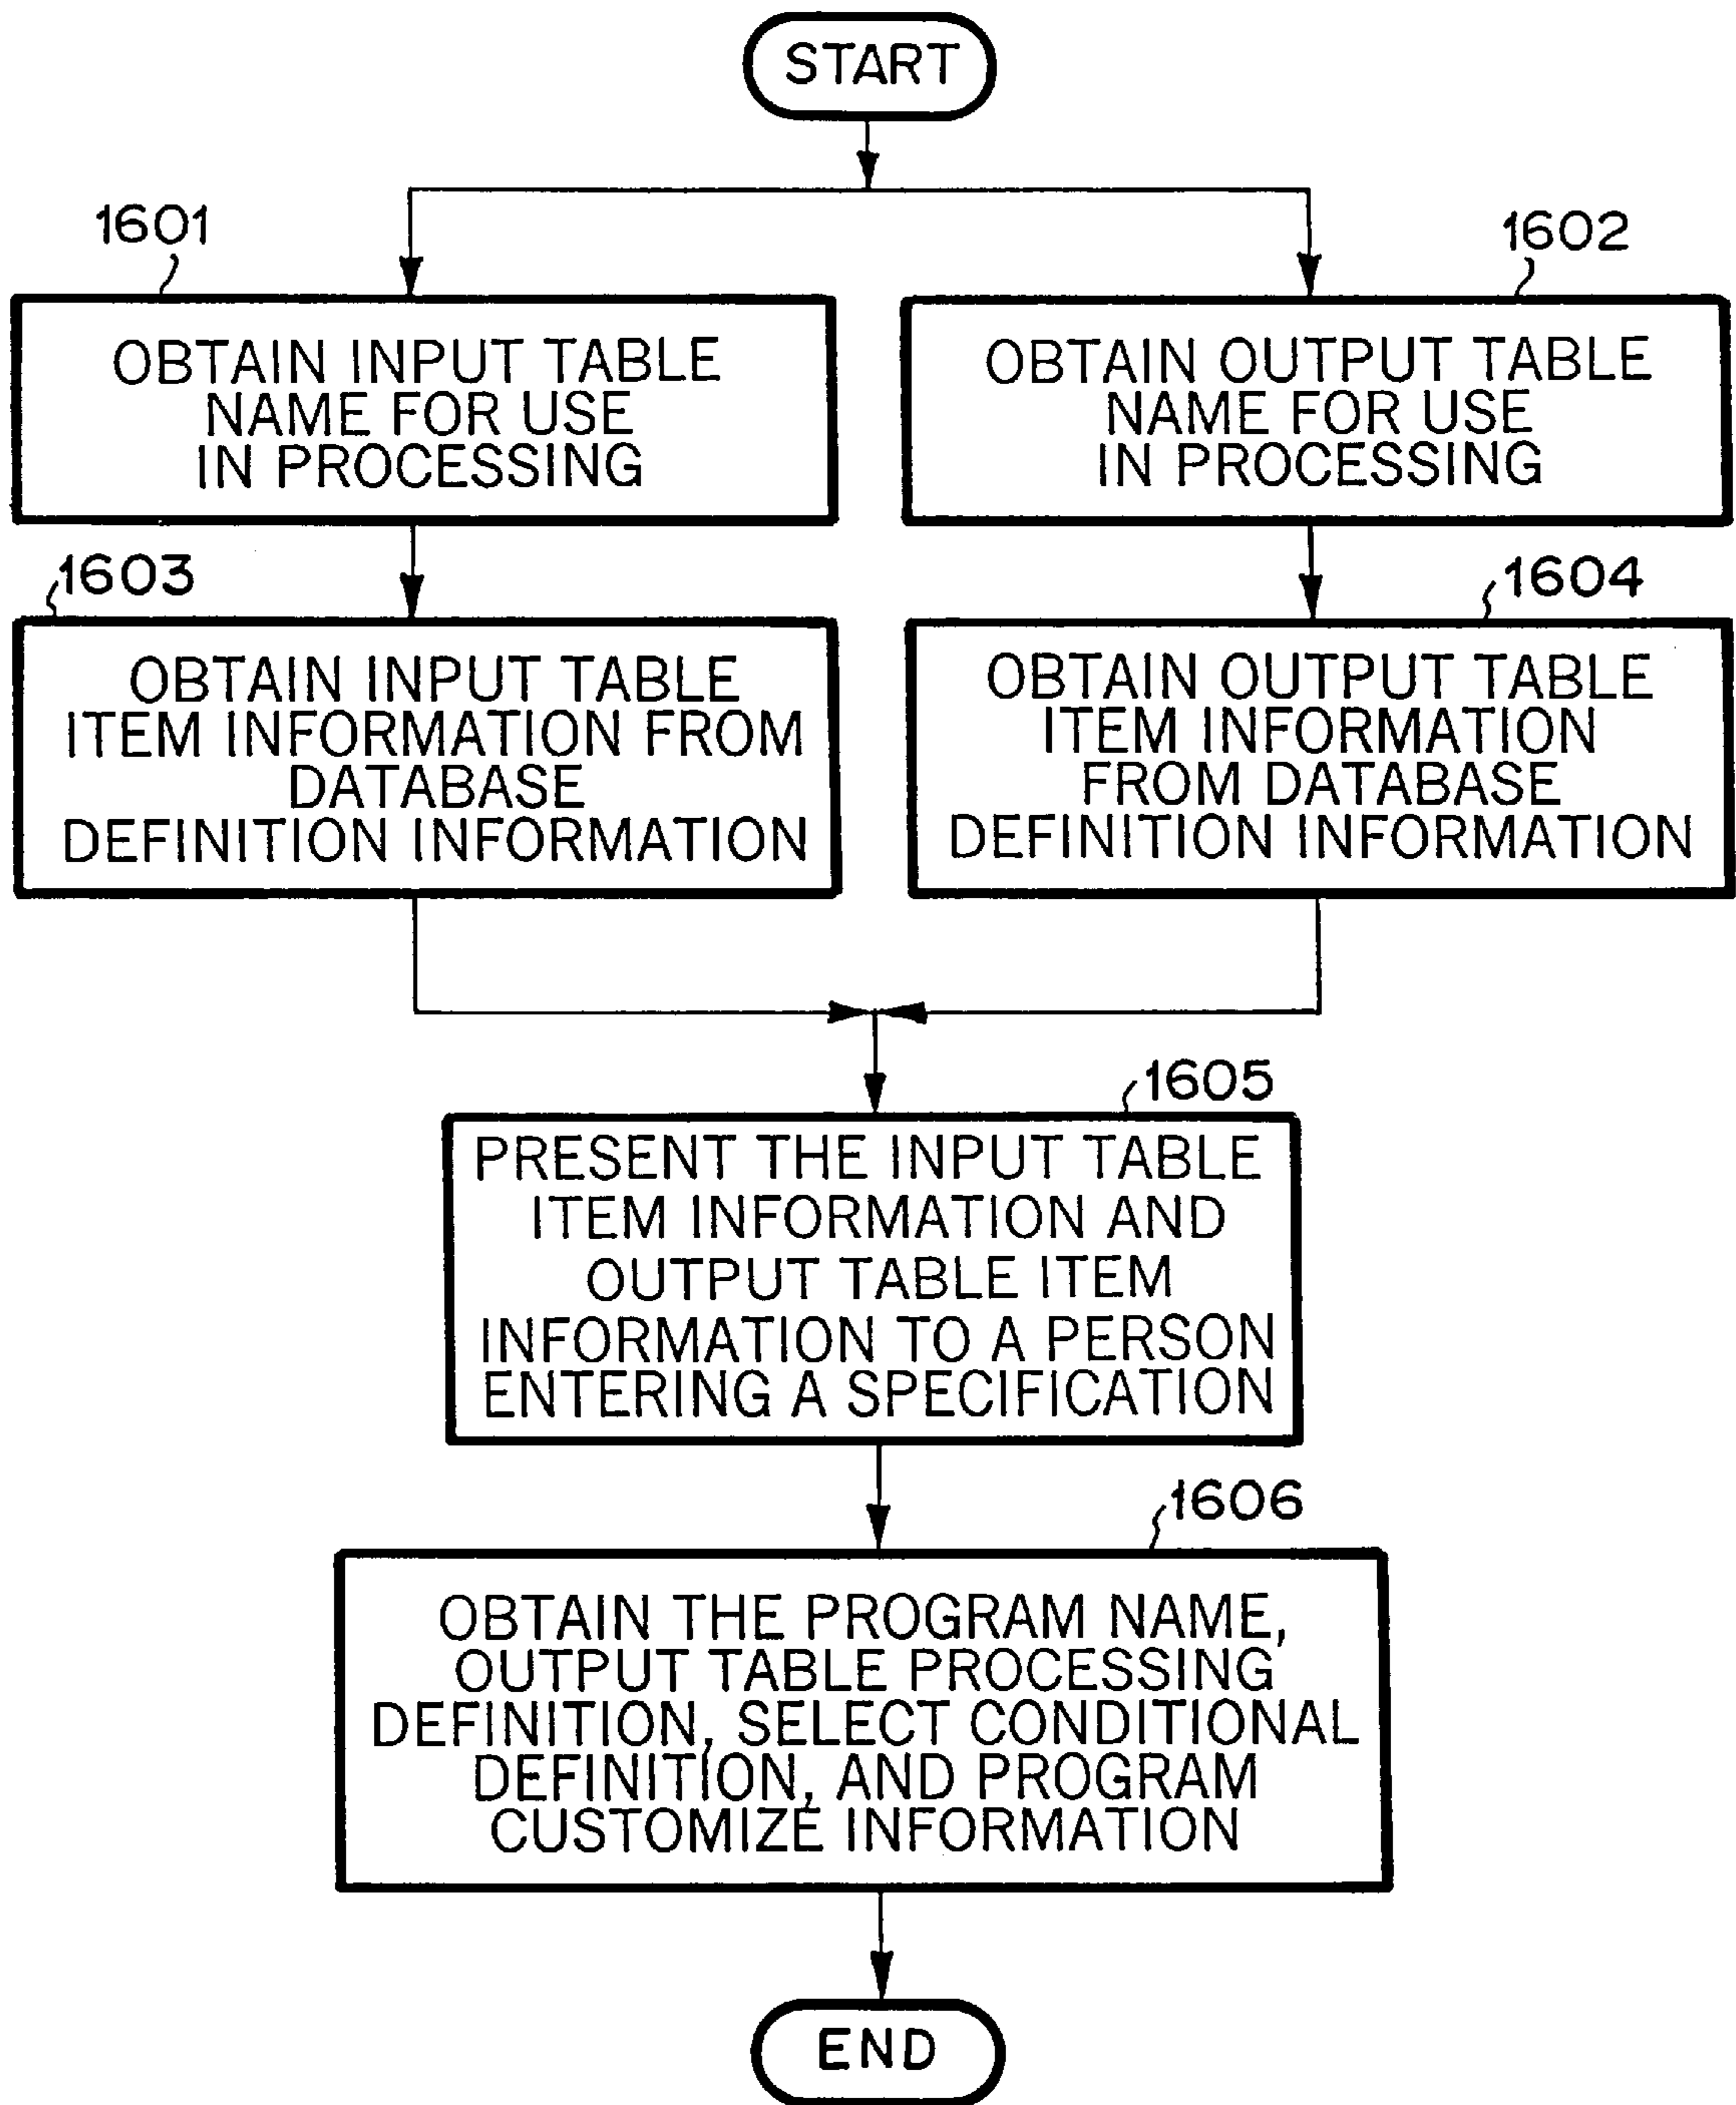 START
1601
1602
OBTAIN INPUT TABLE
NAME FOR USE
IN PROCESSING
OBTAIN OUTPUT TABLE
NAME FOR USE
IN PROCESSING
1603
1604
OBTAIN INPUT TABLE
ITEM INFORMATION FROM
DATABASE
DEFINITION INFORMATION
OBTAIN OUTPUT TABLE
ITEM INFORMATION
FROM DATABASE
DEFINITION INFORMATION
1605
PRESENT THE INPUT TABLE
ITEM INFORMATION AND
OUTPUT TABLE ITEM
INFORMATION TO A PERSON
ENTERING A SPECIFICATION
1606
OBTAIN THE PROGRAM NAME,
OUTPUT TABLE PROCESSING
DEFINITION, SELECT CONDITIONAL
DEFINITION, AND PROGRAM
CUSTOMIZE INFORMATION
END